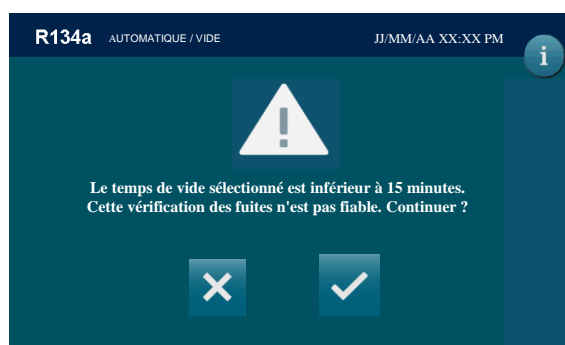 R134a AUTOMATIQUE / VIDE JJ/MM/AA XX:XX PM
i
Le temps de vide sélectionné est inférieur à 15 minutes.
Cette vérification des fuites n'est pas fiable. Continuer ?